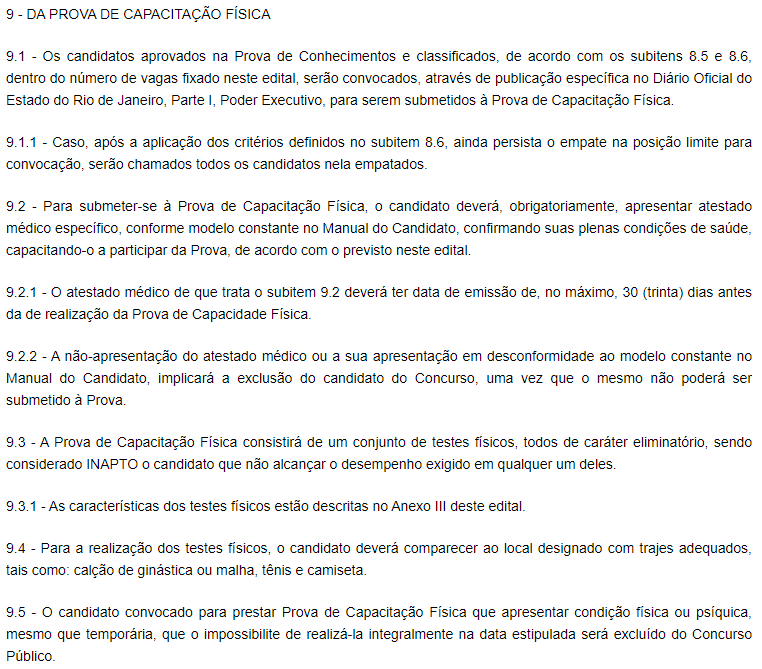 9 - DA PROVA DE CAPACITAÇÃO FÍSICA
9.1 - Os candidatos aprovados na Prova de Conhecimentos e classificados, de acordo com os subitens 8.5 e 8.6,
dentro do número de vagas fixado neste edital, serão convocados, através de publicação específica no Diário Oficial do
Estado do Rio de Janeiro, Parte I, Poder Executivo, para serem submetidos à Prova de Capacitação Física.
9.1.1 - Caso, após a aplicação dos critérios definidos no subitem 8.6, ainda persista o empate na posição limite para
convocação, serão chamados todos os candidatos nela empatados.
9.2 - Para submeter-se à Prova de Capacitação Física, o candidato deverá, obrigatoriamente, apresentar atestado
médico específico, conforme modelo constante no Manual do Candidato, confirmando suas plenas condições de saúde,
capacitando-o a participar da Prova, de acordo com o previsto neste edital.
9.2.1 - O atestado médico de que trata o subitem 9.2 deverá ter data de emissão de, no máximo, 30 (trinta) dias antes
da de realização da Prova de Capacidade Física.
9.2.2 - A não-apresentação do atestado médico ou a sua apresentação em desconformidade ao modelo constante no
Manual do Candidato, implicará a exclusão do candidato do Concurso, uma vez que o mesmo não poderá ser
submetido à Prova.
9.3 - A Prova de Capacitação Física consistirá de um conjunto de testes físicos, todos de caráter eliminatório, sendo
considerado INAPTO o candidato que não alcançar o desempenho exigido em qualquer um deles.
9.3.1 - As características dos testes físicos estão descritas no Anexo III deste edital.
9.4 - Para a realização dos testes físicos, o candidato deverá comparecer ao local designado com trajes adequados,
tais como: calção de ginástica ou malha, tênis e camiseta.
9.5 - O candidato convocado para prestar Prova de Capacitação Física que apresentar condição física ou psíquica,
mesmo que temporária, que o impossibilite de realizá-la integralmente na data estipulada será excluído do Concurso
Público.